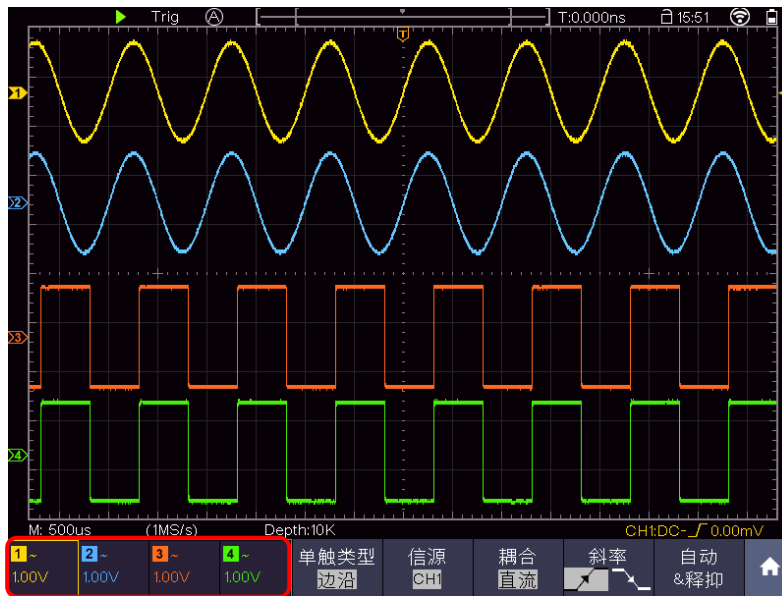 Trig A T:0.000ns 15:51
T
1
2
3
4
M: 500us (1MS/s) Depth:10K CH1:DC- 0.00mV
1 ~ 2 ~ 3 ~ 4 ~ 单触类型 信源 耦合 斜率 自动
1.00V 1.00V 1.00V 1.00V 边沿 CH1 直流 &释抑